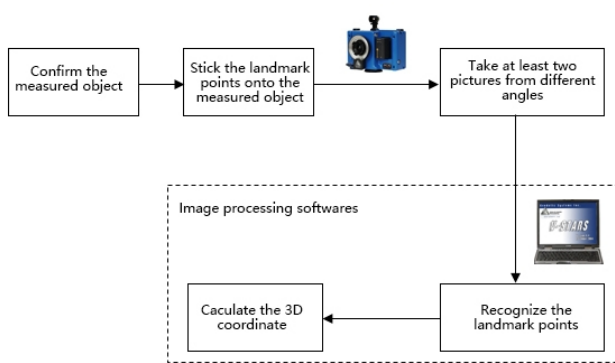 Confirm the
measured object
Stick the landmark
points onto the
measured object
Take at least two
pictures from different
angles
Image processing softwares
V-STARS
Caculate the 3D
coordinate
Recognize the
landmark points